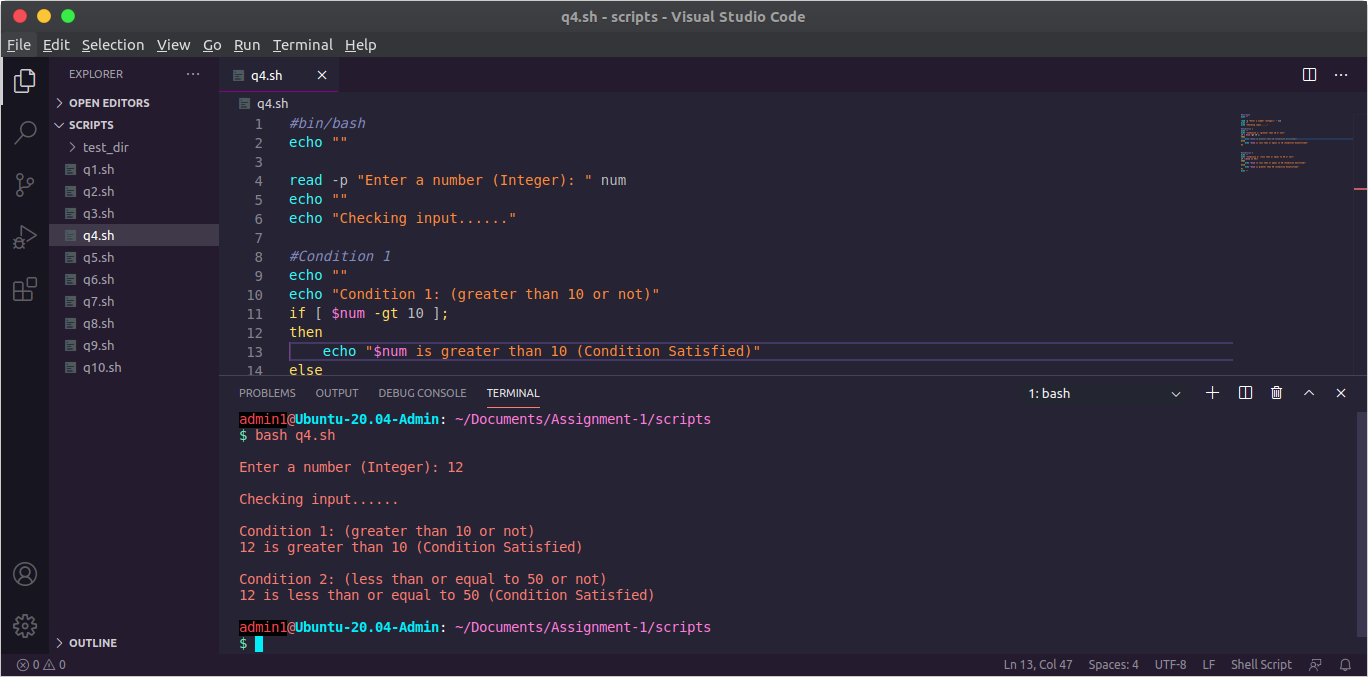 q4.sh - scripts - Visual Studio Code
File Edit Selection View Go Run Terminal Help
EXPLORER ...
OPEN EDITORS
SCRIPTS
test_dir
q1.sh
q2.sh
q3.sh
q4.sh
q5.sh
q6.sh
q7.sh
q8.sh
q9.sh
q10.sh
OUTLINE
q4.sh
q4.sh
1 #bin/bash
2 echo ""
3
4 read -p "Enter a number (Integer): " num
5 echo ""
6 echo "Checking input......"
7
8 #Condition 1
9 echo ""
10 echo "Condition 1: (greater than 10 or not)"
11 if [ $num -gt 10 ];
12 then
13 echo "$num is greater than 10 (Condition Satisfied)"
14 else
PROBLEMS OUTPUT DEBUG CONSOLE TERMINAL 1: bash
admin1@Ubuntu-20.04-Admin: ~/Documents/Assignment-1/scripts
$ bash q4.sh
Enter a number (Integer): 12
Checking input......
Condition 1: (greater than 10 or not)
12 is greater than 10 (Condition Satisfied)
Condition 2: (less than or equal to 50 or not)
12 is less than or equal to 50 (Condition Satisfied)
admin1@Ubuntu-20.04-Admin: ~/Documents/Assignment-1/scripts
$
0 0 Ln 13, Col 47 Spaces: 4 UTF-8 LF Shell Script